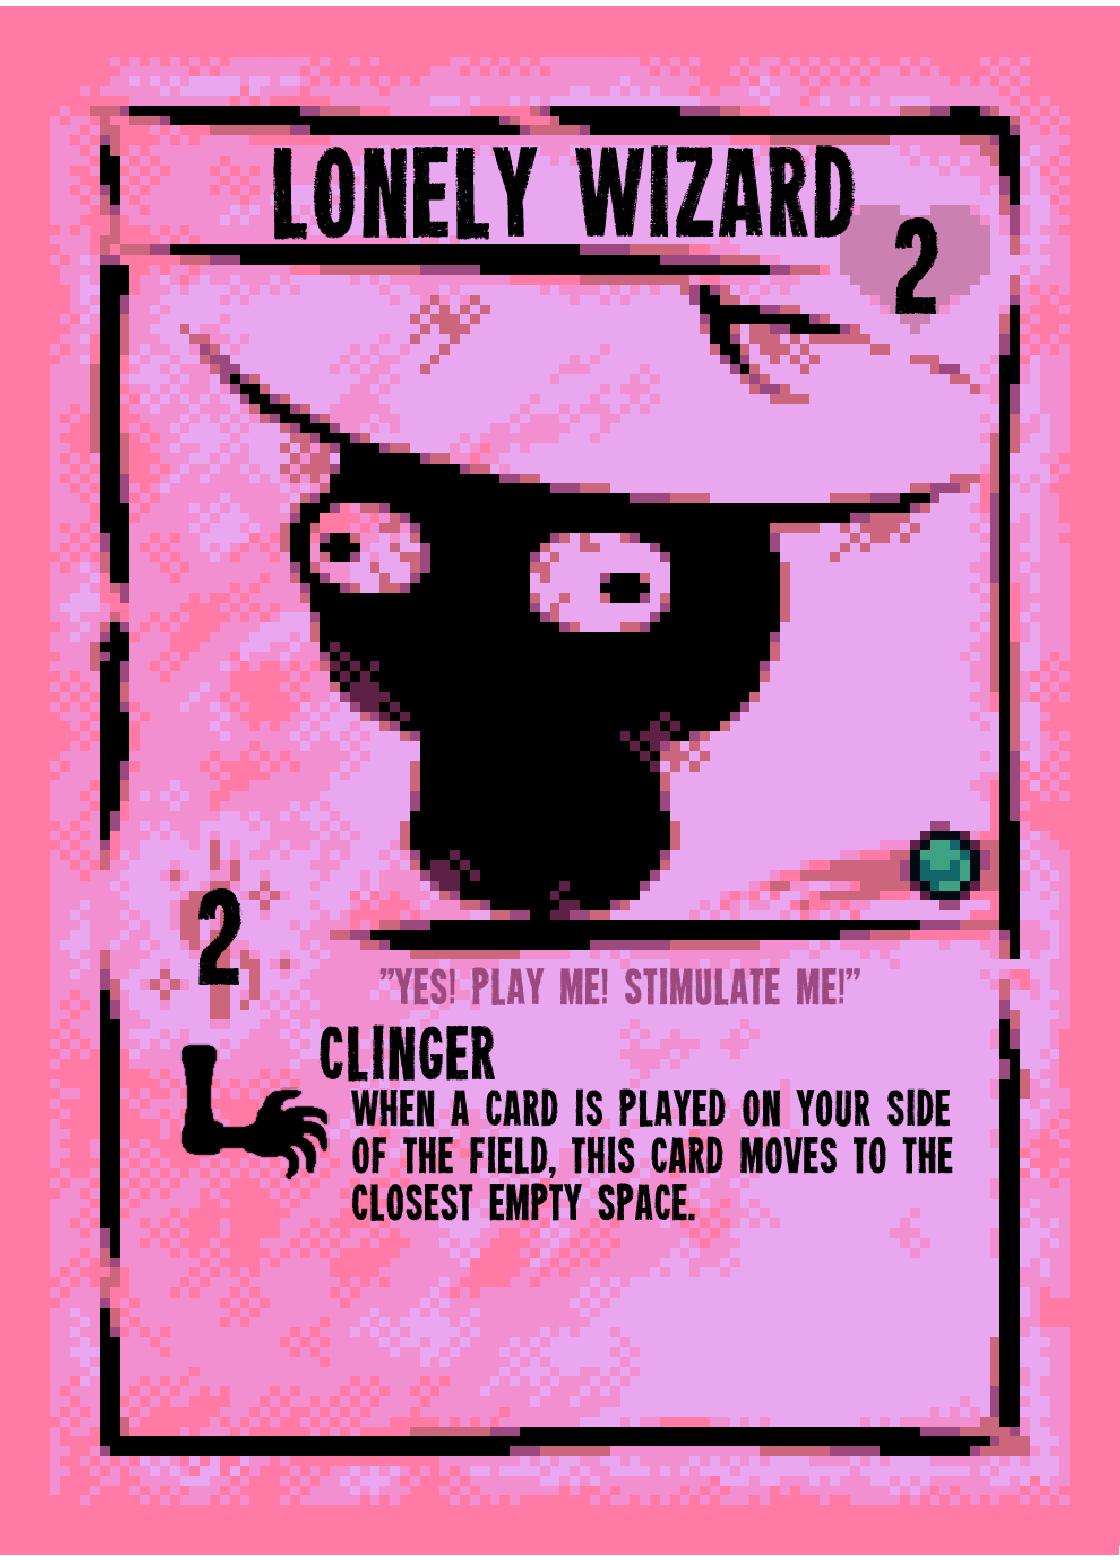 LONELY WIZARD
2
2
"YES! PLAY ME! STIMULATE ME!"
CLINGER
WHEN A CARD IS PLAYED ON YOUR SIDE
OF THE FIELD, THIS CARD MOVES TO THE
CLOSEST EMPTY SPACE.